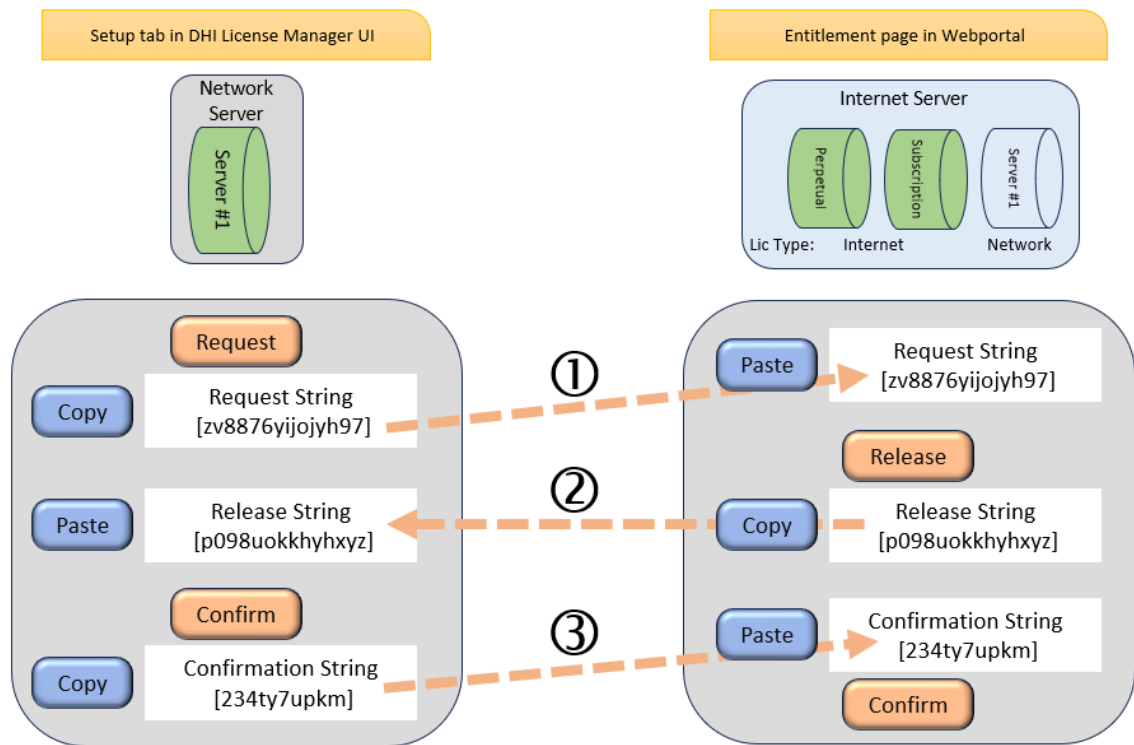 Setup tab in DHI License Manager UI
Entitlement page in Webportal
Network
Server
Server #1
Internet Server
Perpetual
Subscription
Server #1
Lic Type:
Internet
Network
Request
Copy
Request String
[zv8876yijojyh97]
Paste
Release String
[p098uokkhyhxyz]
Confirm
Copy
Confirmation String
[234ty7upkm]
①
②
③
Paste
Request String
[zv8876yijojyh97]
Release
Copy
Release String
[p098uokkhyhxyz]
Paste
Confirmation String
[234ty7upkm]
Confirm